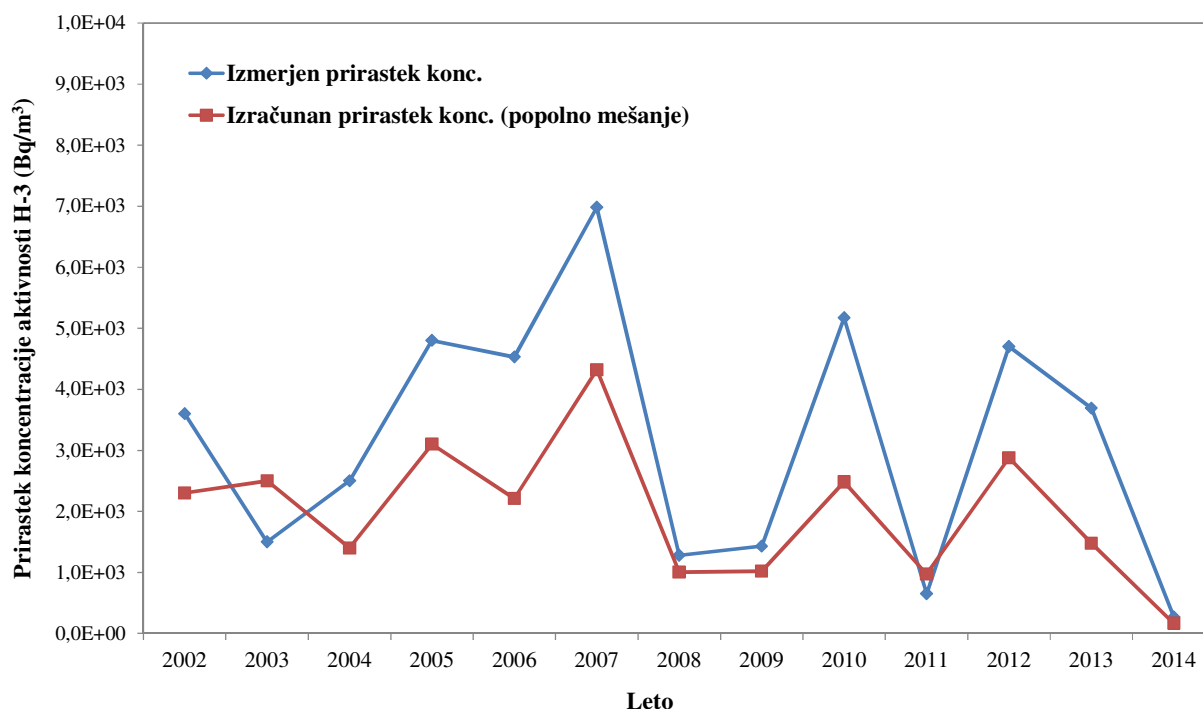 1,0E+04
9,0E+03
8,0E+03
7,0E+03
6,0E+03
5,0E+03
4,0E+03
3,0E+03
2,0E+03
1,0E+03
0,0E+00
Prirastek koncentracije aktivnosti H-3 (Bq/m³)
Izmerjen prirastek konc.
Izračunan prirastek konc. (popolno mešanje)
2002 2003 2004 2005 2006 2007 2008 2009 2010 2011 2012 2013 2014
Leto